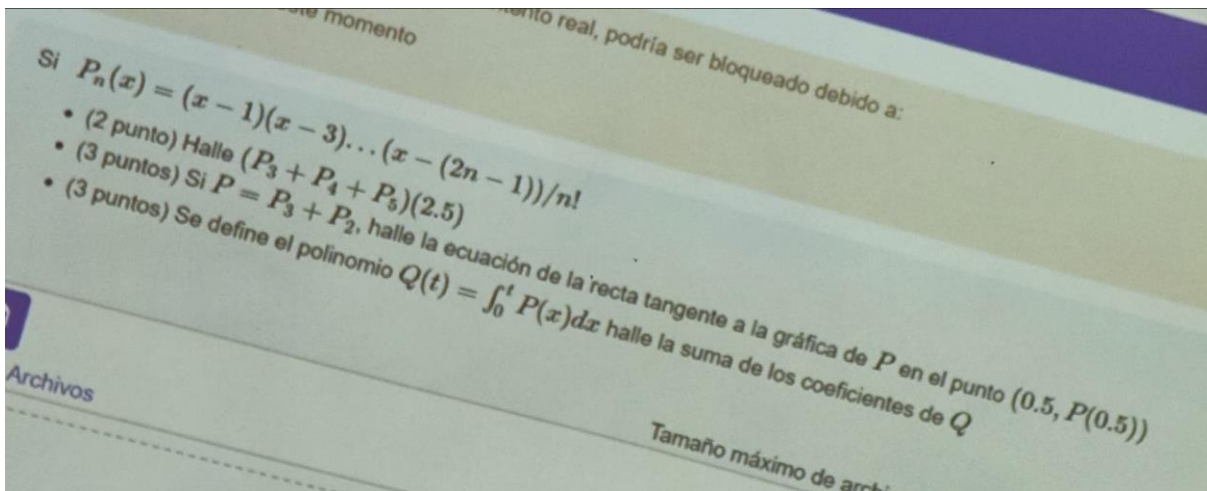 momento
real, podría ser bloqueado debido a:
Si P_n(x) = (x − 1)(x − 3)...(x − (2n − 1))/n!
• (2 punto) Halle (P_3 + P_4 + P_5)(2.5)
• (3 puntos) Si P = P_3 + P_2, halle la ecuación de la recta tangente a la gráfica de P en el punto (0.5, P(0.5))
• (3 puntos) Se define el polinomio Q(t) = ∫_0^t P(x)dx halle la suma de los coeficientes de Q
Archivos
Tamaño máximo de